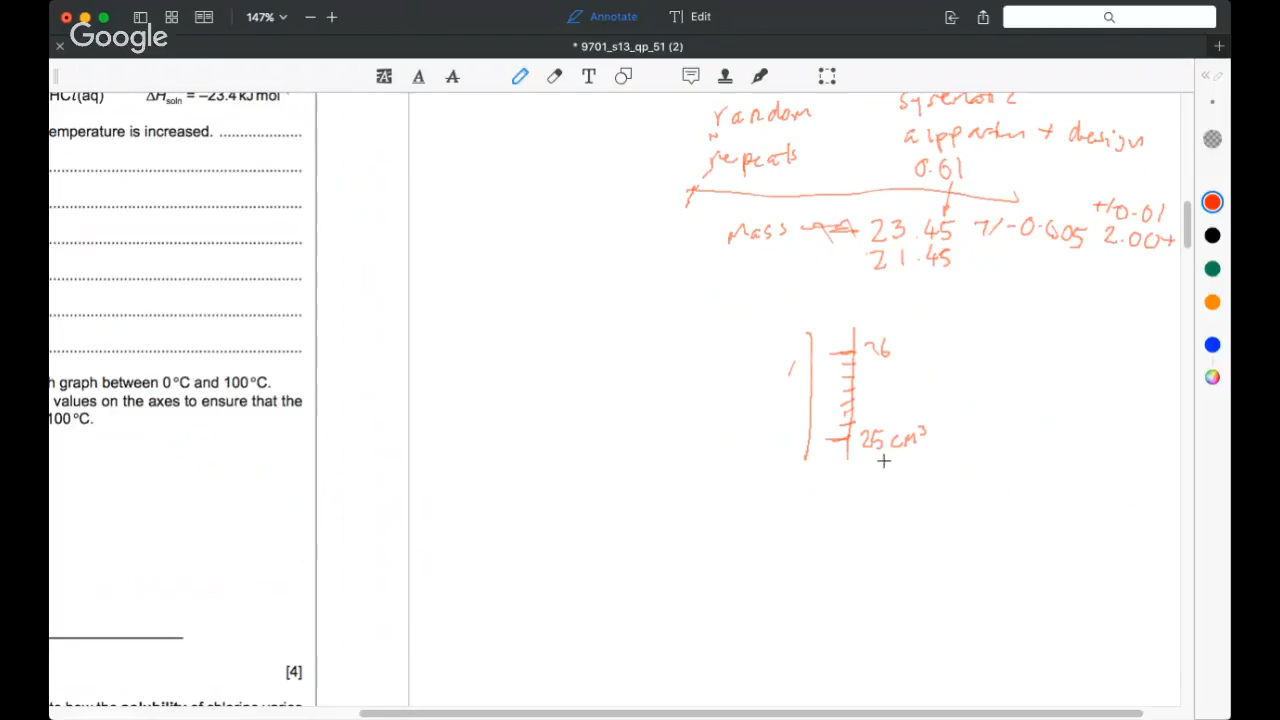 147%
Annotate
Edit
Google
* 9701_s13_qp_51 (2)
HCl(aq) ΔHsoln = –23.4 kJ mol
emperature is increased. ....................
h graph between 0 °C and 100 °C.
values on the axes to ensure that the
100 °C.
[4]
random
N
repeats
apparatus + design
0.01
Mass
23.45 +/-0.005
+/0.01
2.00+
21.45
26
25 cm³